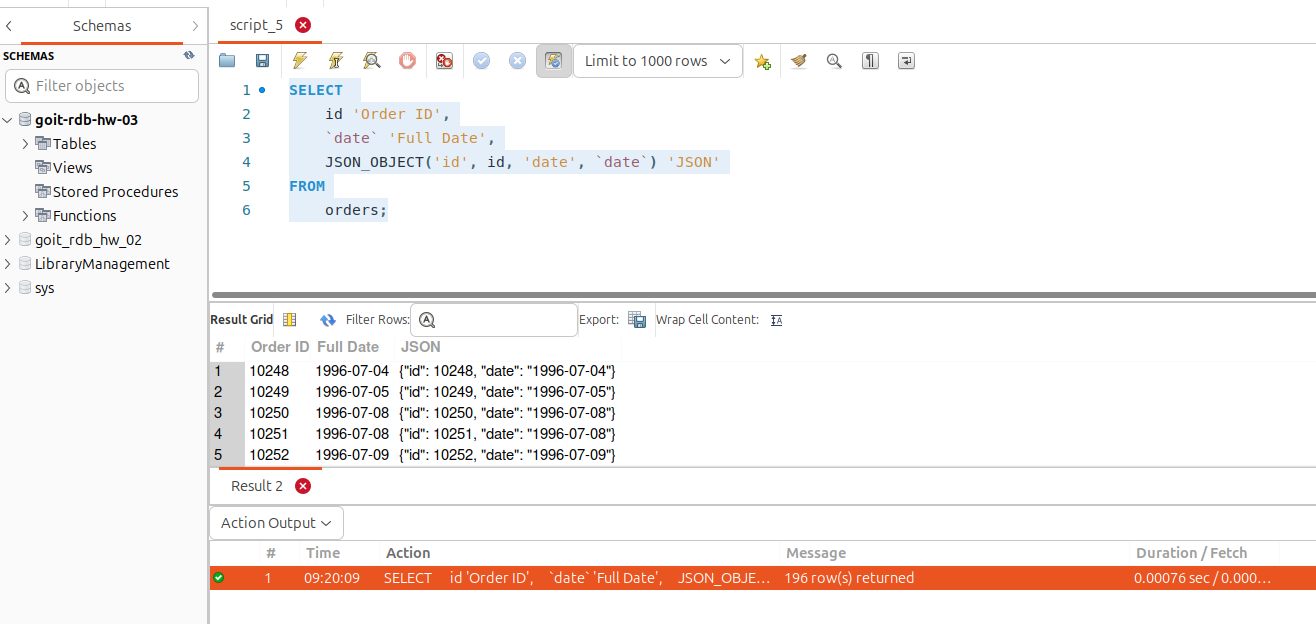 Schemas
SCHEMAS
Filter objects
goit-rdb-hw-03
Tables
Views
Stored Procedures
Functions
goit_rdb_hw_02
LibraryManagement
sys
script_5
Limit to 1000 rows
1 SELECT
2 id 'Order ID',
3 `date` 'Full Date',
4 JSON_OBJECT('id', id, 'date', `date`) 'JSON'
5 FROM
6 orders;
Result Grid Filter Rows: Export: Wrap Cell Content:
# Order ID Full Date JSON
1 10248 1996-07-04 {"id": 10248, "date": "1996-07-04"}
2 10249 1996-07-05 {"id": 10249, "date": "1996-07-05"}
3 10250 1996-07-08 {"id": 10250, "date": "1996-07-08"}
4 10251 1996-07-08 {"id": 10251, "date": "1996-07-08"}
5 10252 1996-07-09 {"id": 10252, "date": "1996-07-09"}
Result 2
Action Output
# Time Action Message Duration / Fetch
1 09:20:09 SELECT id 'Order ID', `date` 'Full Date', JSON_OBJE... 196 row(s) returned 0.00076 sec / 0.000...